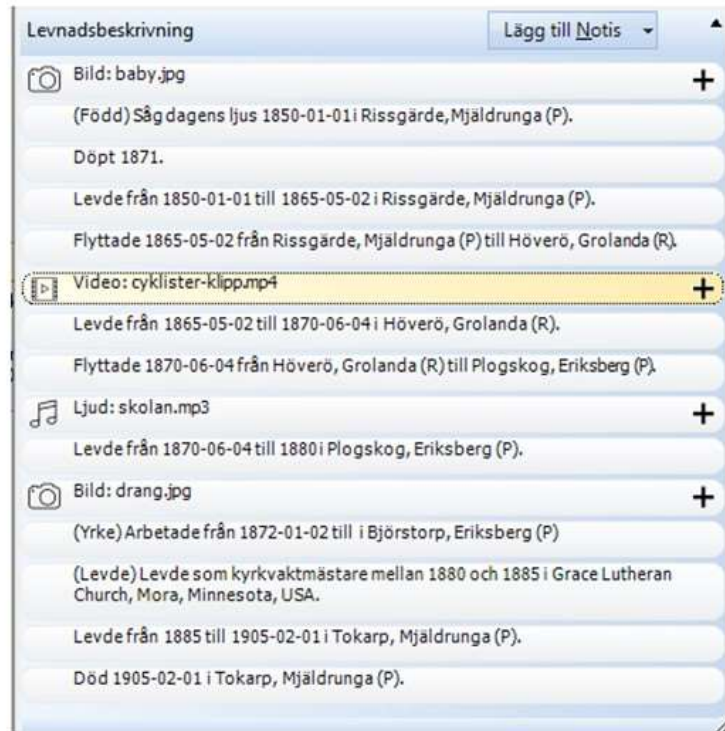 Levnadsbeskrivning
Lägg till Notis
Bild: baby.jpg
(Född) Såg dagens ljus 1850-01-01 i Rissgärde, Mjäldrunga (P).
Döpt 1871.
Levde från 1850-01-01 till 1865-05-02 i Rissgärde, Mjäldrunga (P).
Flyttade 1865-05-02 från Rissgärde, Mjäldrunga (P) till Höverö, Grolanda (R).
Video: cyklister-klipp.mp4
Levde från 1865-05-02 till 1870-06-04 i Höverö, Grolanda (R).
Flyttade 1870-06-04 från Höverö, Grolanda (R) till Plogskog, Eriksberg (P).
Ljud: skolan.mp3
Levde från 1870-06-04 till 1880 i Plogskog, Eriksberg (P).
Bild: drang.jpg
(Yrke) Arbetade från 1872-01-02 till i Björstorp, Eriksberg (P)
(Levde) Levde som kyrkvaktmästare mellan 1880 och 1885 i Grace Lutheran
Church, Mora, Minnesota, USA.
Levde från 1885 till 1905-02-01 i Tokarp, Mjäldrunga (P).
Död 1905-02-01 i Tokarp, Mjäldrunga (P).